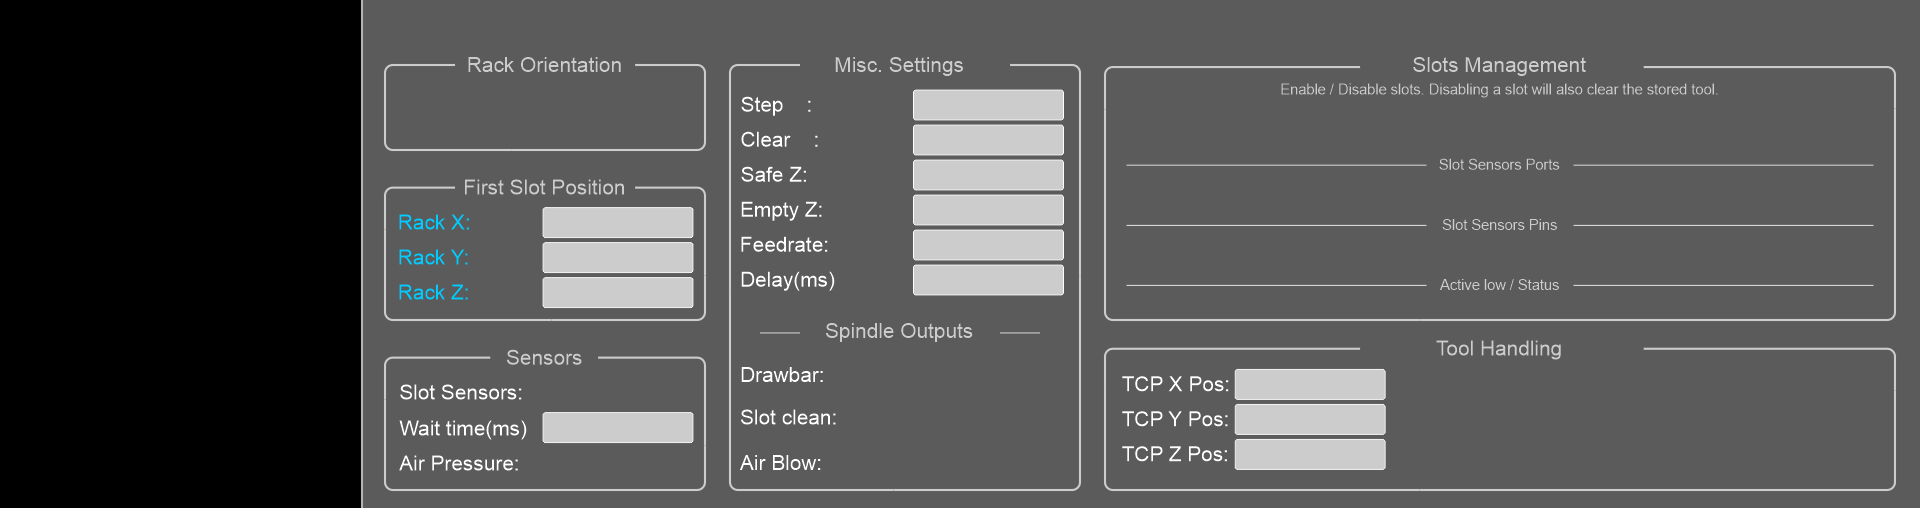 Rack Orientation
First Slot Position
Rack X:
Rack Y:
Rack Z:
Sensors
Slot Sensors:
Wait time(ms)
Air Pressure:
Misc. Settings
Step :
Clear :
Safe Z:
Empty Z:
Feedrate:
Delay(ms)
Spindle Outputs
Drawbar:
Slot clean:
Air Blow:
Slots Management
Enable / Disable slots. Disabling a slot will also clear the stored tool.
Slot Sensors Ports
Slot Sensors Pins
Active low / Status
Tool Handling
TCP X Pos:
TCP Y Pos:
TCP Z Pos: